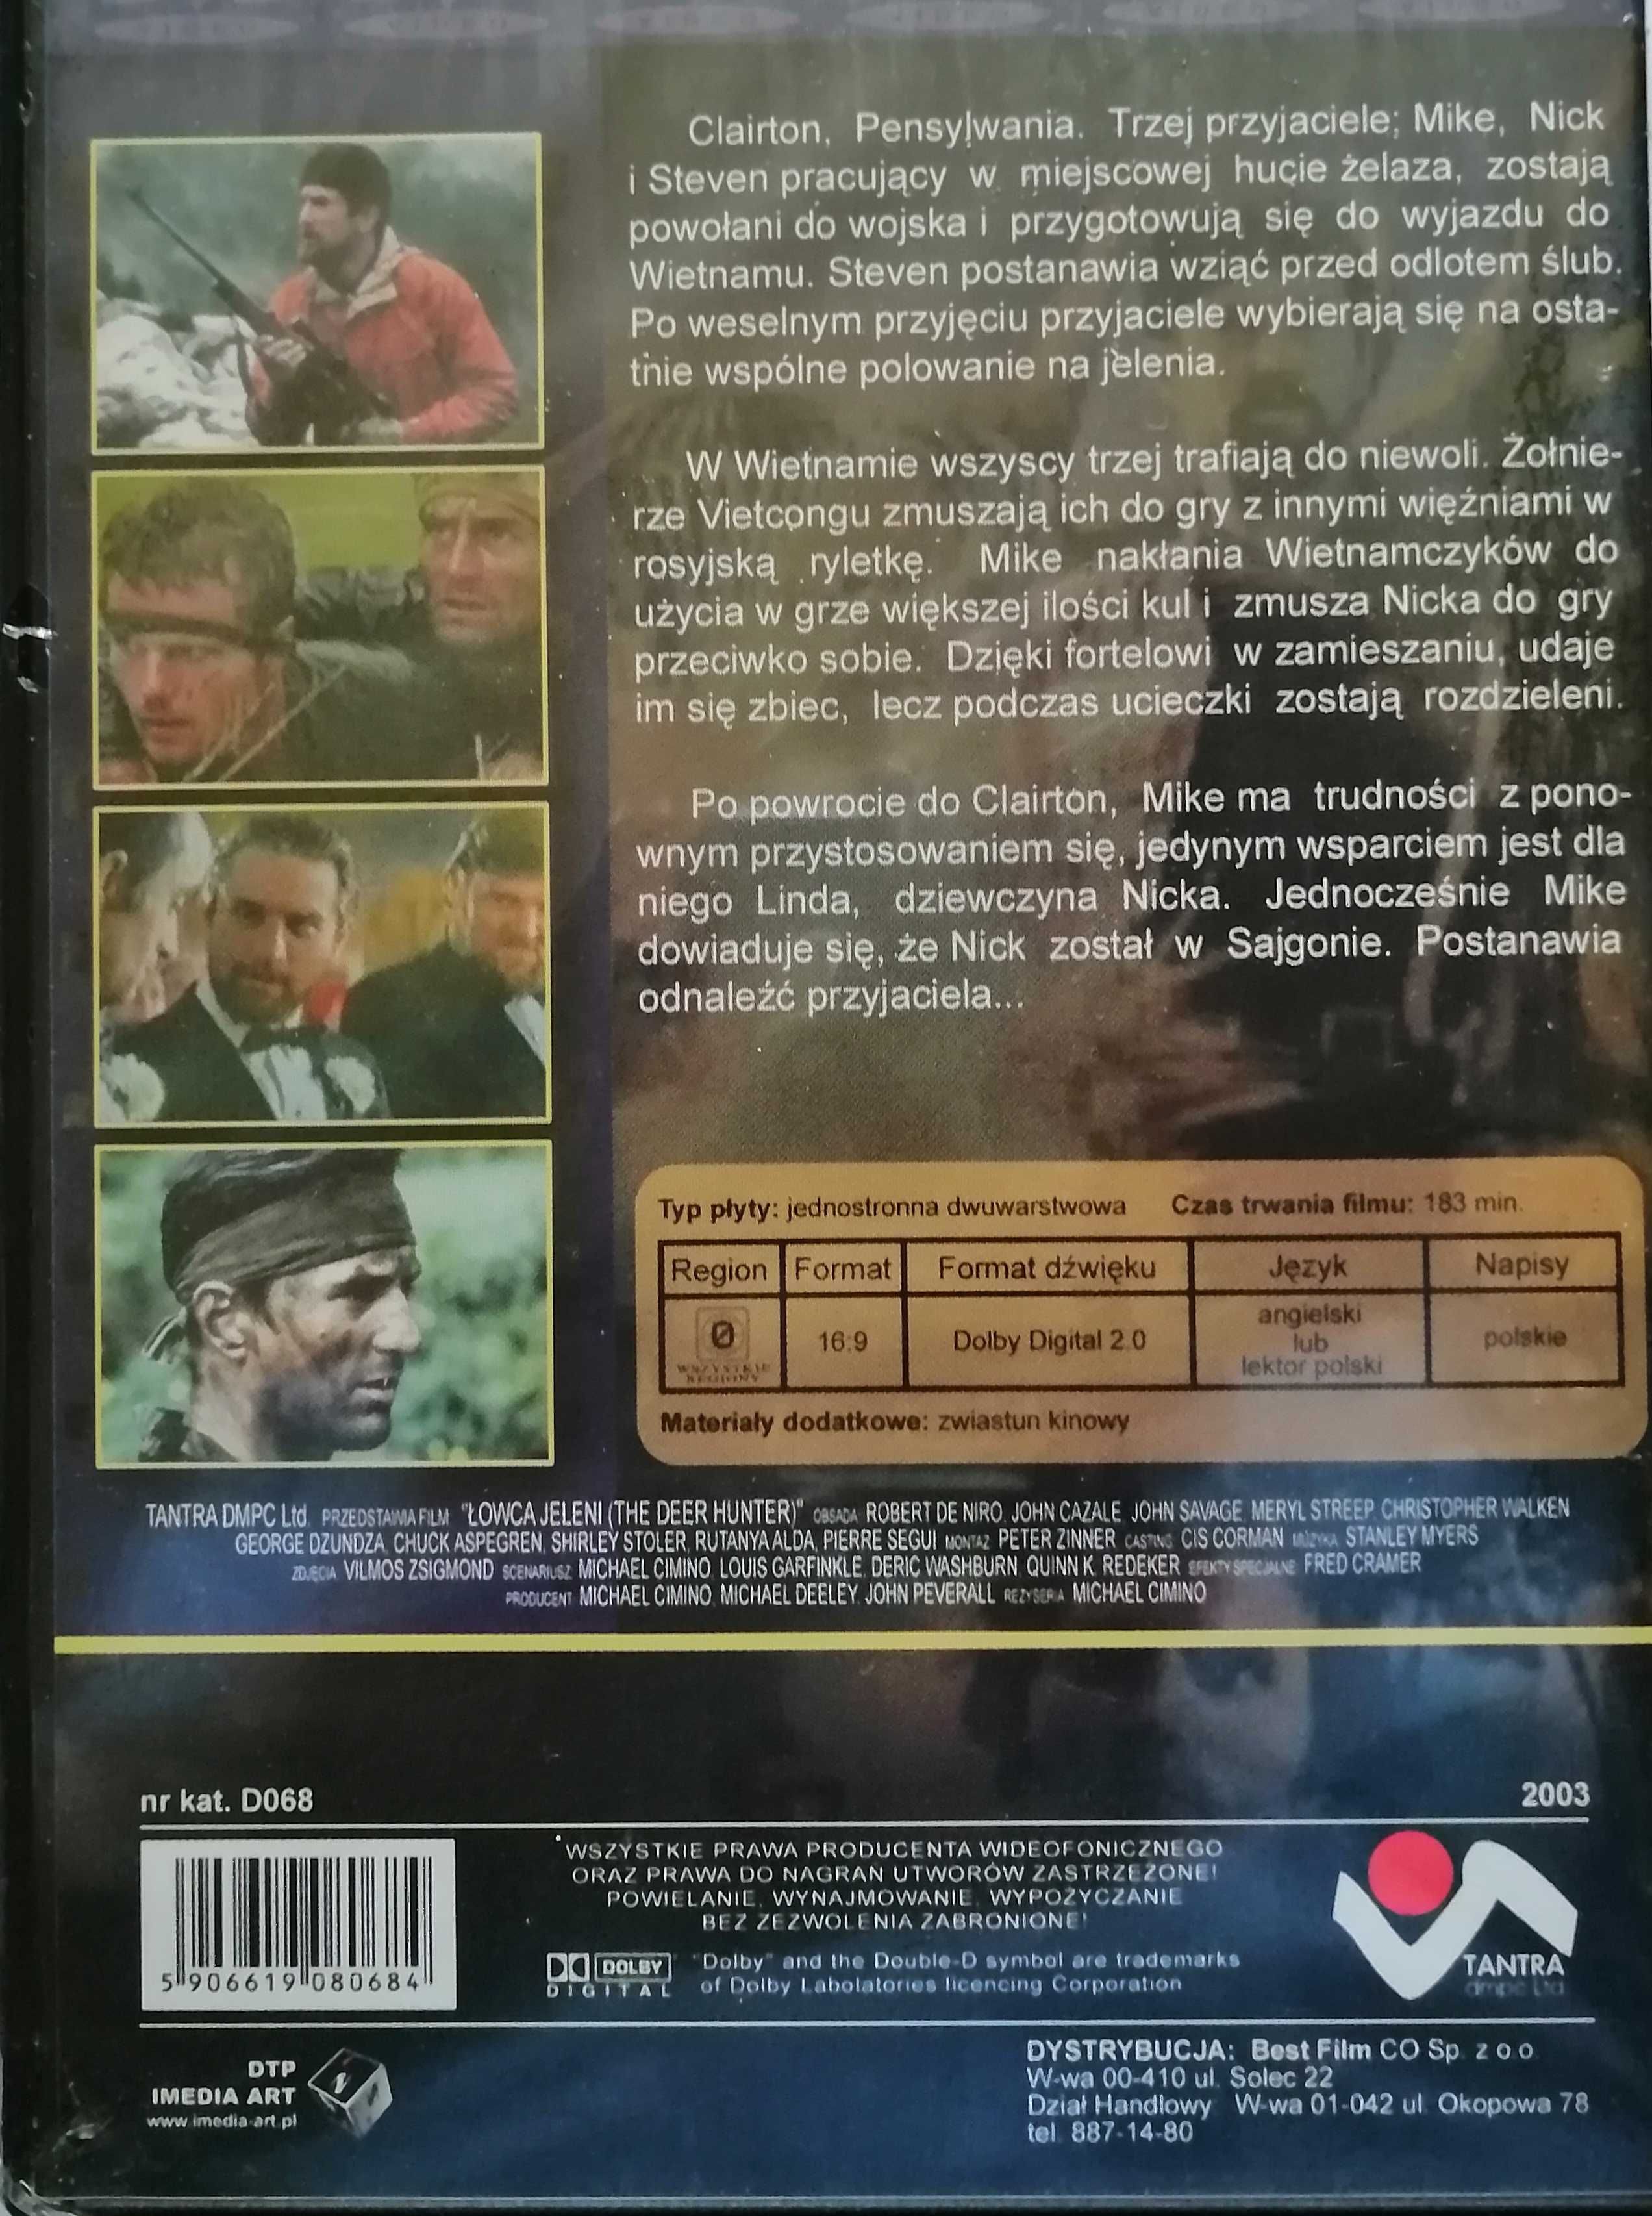 Clairton, Pensylwania. Trzej przyjaciele; Mike, Nick
i Steven pracujący w miejscowej hucie żelaza, zostają
powołani do wojska i przygotowują się do wyjazdu do
Wietnamu. Steven postanawia wziąć przed odlotem ślub.
Po weselnym przyjęciu przyjaciele wybierają się na osta-
tnie wspólne polowanie na jelenia.
W Wietnamie wszyscy trzej trafiają do niewoli. Żołnie-
rze Vietcongu zmuszają ich do gry z innymi więźniami w
rosyjską ryletkę. Mike nakłania Wietnamczyków do
użycia w grze większej ilości kul i zmusza Nicka do gry
przeciwko sobie. Dzięki fortelowi w zamieszaniu, udaje
im się zbiec, lecz podczas ucieczki zostają rozdzieleni.
Po powrocie do Clairton, Mike ma trudności z pono-
wnym przystosowaniem się, jedynym wsparciem jest dla
niego Linda, dziewczyna Nicka. Jednocześnie Mike
dowiaduje się, że Nick został w Sajgonie. Postanawia
odnaleźć przyjaciela...
Typ płyty: jednostronna dwuwarstwowa Czas trwania filmu: 183 min.
Region Format Format dźwięku Język Napisy
0 WSZYSTKIE REGIONY 16:9 Dolby Digital 2.0 angielski lub lektor polski polskie
Materiały dodatkowe: zwiastun kinowy
TANTRA DMPC Ltd. PRZEDSTAWIA FILM "ŁOWCA JELENI (THE DEER HUNTER)" OBSADA ROBERT DE NIRO, JOHN CAZALE, JOHN SAVAGE, MERYL STREEP, CHRISTOPHER WALKEN
GEORGE DZUNDZA, CHUCK ASPEGREN, SHIRLEY STOLER, RUTANYA ALDA, PIERRE SEGUI MONTAŻ PETER ZINNER CASTING CIS CORMAN MUZYKA STANLEY MYERS
ZDJĘCIA VILMOS ZSIGMOND SCENARIUSZ MICHAEL CIMINO, LOUIS GARFINKLE, DERIC WASHBURN, QUINN K. REDEKER EFEKTY SPECJALNE FRED CRAMER
PRODUCENT MICHAEL CIMINO, MICHAEL DEELEY, JOHN PEVERALL REŻYSERIA MICHAEL CIMINO
nr kat. D068
2003
WSZYSTKIE PRAWA PRODUCENTA WIDEOFONICZNEGO
ORAZ PRAWA DO NAGRAŃ UTWORÓW ZASTRZEŻONE!
POWIELANIE, WYNAJMOWANIE, WYPOŻYCZANIE
BEZ ZEZWOLENIA ZABRONIONE!
5 906619 080684
DOLBY
DIGITAL
"Dolby" and the Double-D symbol are trademarks
of Dolby Labolatories licencing Corporation
TANTRA
dmpc Ltd.
DTP
IMEDIA ART
www.imedia-art.pl
DYSTRYBUCJA: Best Film CO Sp. z o.o.
W-wa 00-410 ul. Solec 22
Dział Handlowy W-wa 01-042 ul. Okopowa 78
tel. 887-14-80